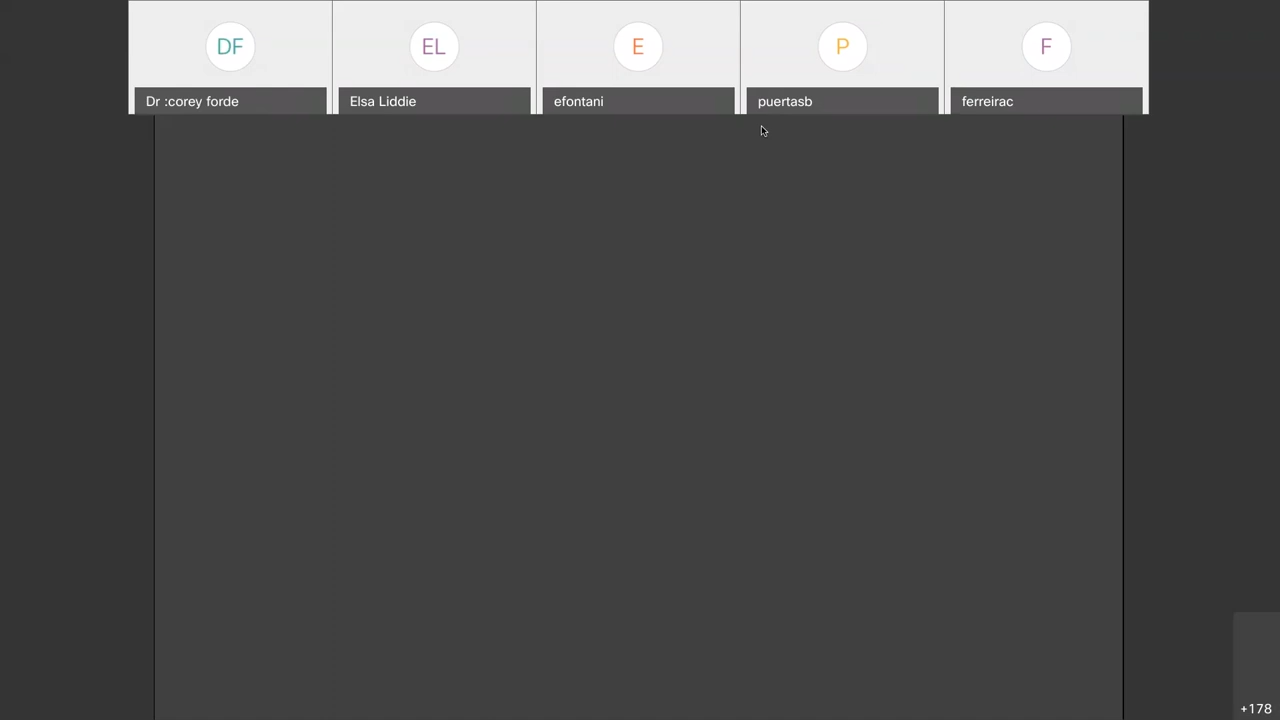 DF
EL
E
P
F
Dr :corey forde
Elsa Liddie
efontani
puertasb
ferreirac
+178